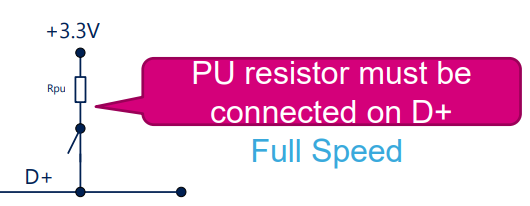 +3.3V
PU resistor must be
connected on D+
Rpu
Full Speed
D+